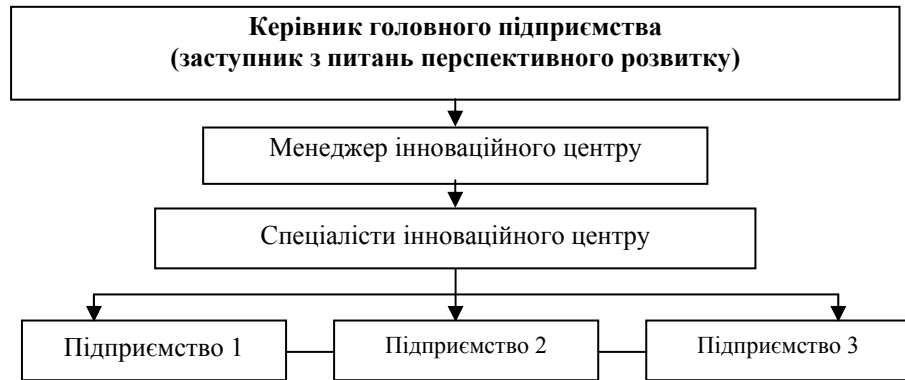 Керівник головного підприємства
(заступник з питань перспективного розвитку)
Менеджер інноваційного центру
Спеціалісти інноваційного центру
Підприємство 1
Підприємство 2
Підприємство 3